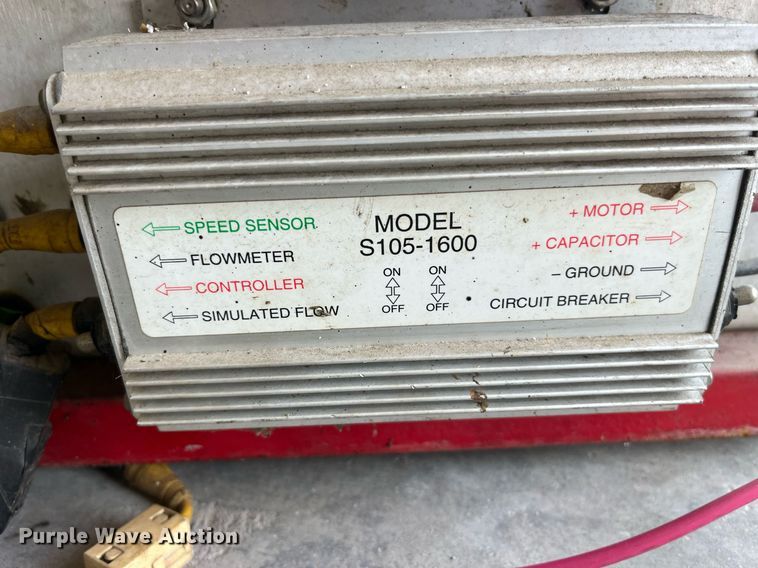 SPEED SENSOR
FLOWMETER
CONTROLLER
SIMULATED FLOW
MODEL
S105-1600
ON ON
OFF OFF
+ MOTOR
+ CAPACITOR
– GROUND
CIRCUIT BREAKER
Purple Wave Auction